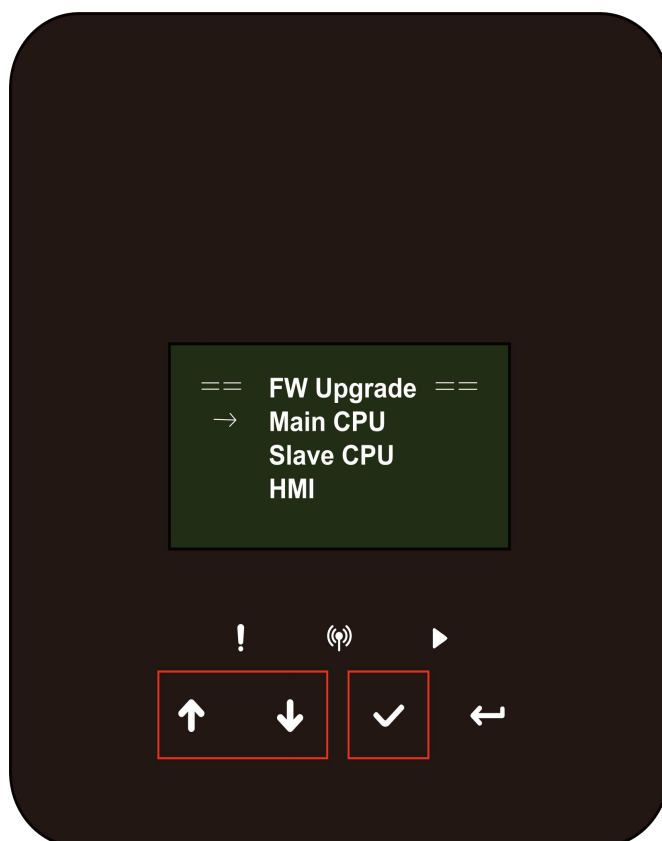 == FW Upgrade ==
→ Main CPU
Slave CPU
HMI